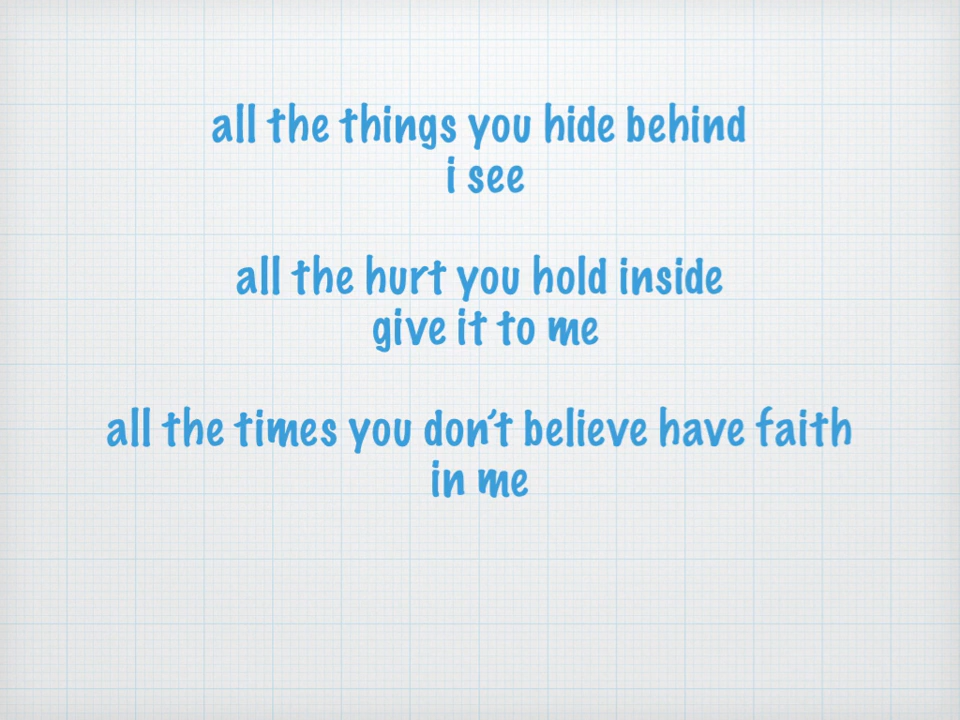 all the things you hide behind
i see
all the hurt you hold inside
give it to me
all the times you don’t believe have faith
in me